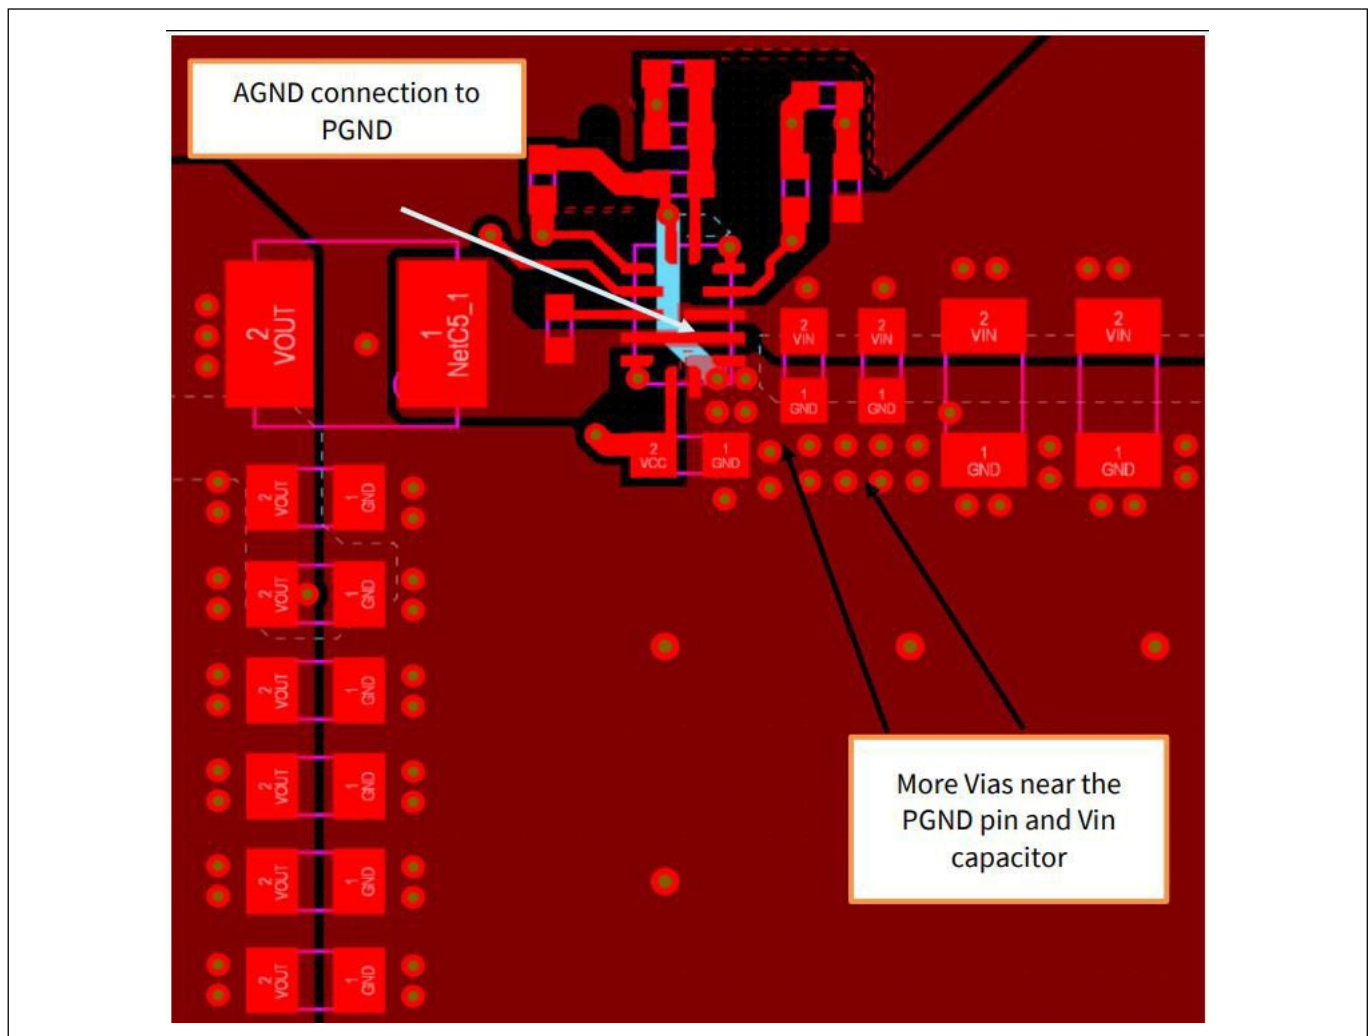 AGND connection to
PGND
2
VOUT
1
NetC5_1
2
VIN
2
VIN
2
VIN
2
VIN
1
GND
1
GND
1
GND
1
GND
2
VCC
1
GND
2
VOUT
1
GND
2
VOUT
1
GND
2
VOUT
1
GND
2
VOUT
1
GND
2
VOUT
1
GND
2
VOUT
1
GND
More Vias near the
PGND pin and Vin
capacitor